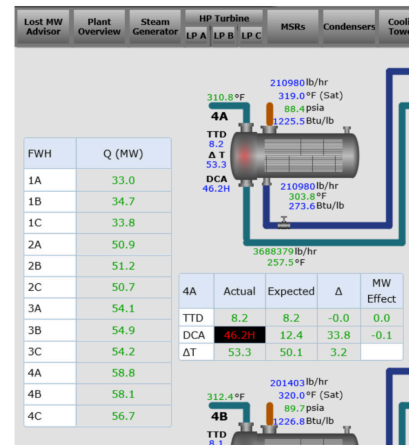 Lost MW Advisor
Plant Overview
Steam Generator
HP Turbine
LP A LP B LP C
MSRs
Condensers
210980 lb/hr
310.8°F
319.0°F (Sat)
88.4 psia
1225.5 Btu/lb
4A
TTD
8.2
Δ T
53.3
DCA
46.2H
210980 lb/hr
303.8°F
273.6 Btu/lb
3688379 lb/hr
257.5°F
FWH Q (MW)
1A 33.0
1B 34.7
1C 33.8
2A 50.9
2B 51.2
2C 50.7
3A 54.1
3B 54.9
3C 54.2
4A 58.8
4B 58.1
4C 56.7
4A Actual Expected Δ MW Effect
TTD 8.2 8.2 -0.0 0.0
DCA 46.2H 12.4 33.8 -0.1
ΔT 53.3 50.1 3.2
201403 lb/hr
312.4°F
320.0°F (Sat)
89.7 psia
1226.8 Btu/lb
4B
TTD
8.1